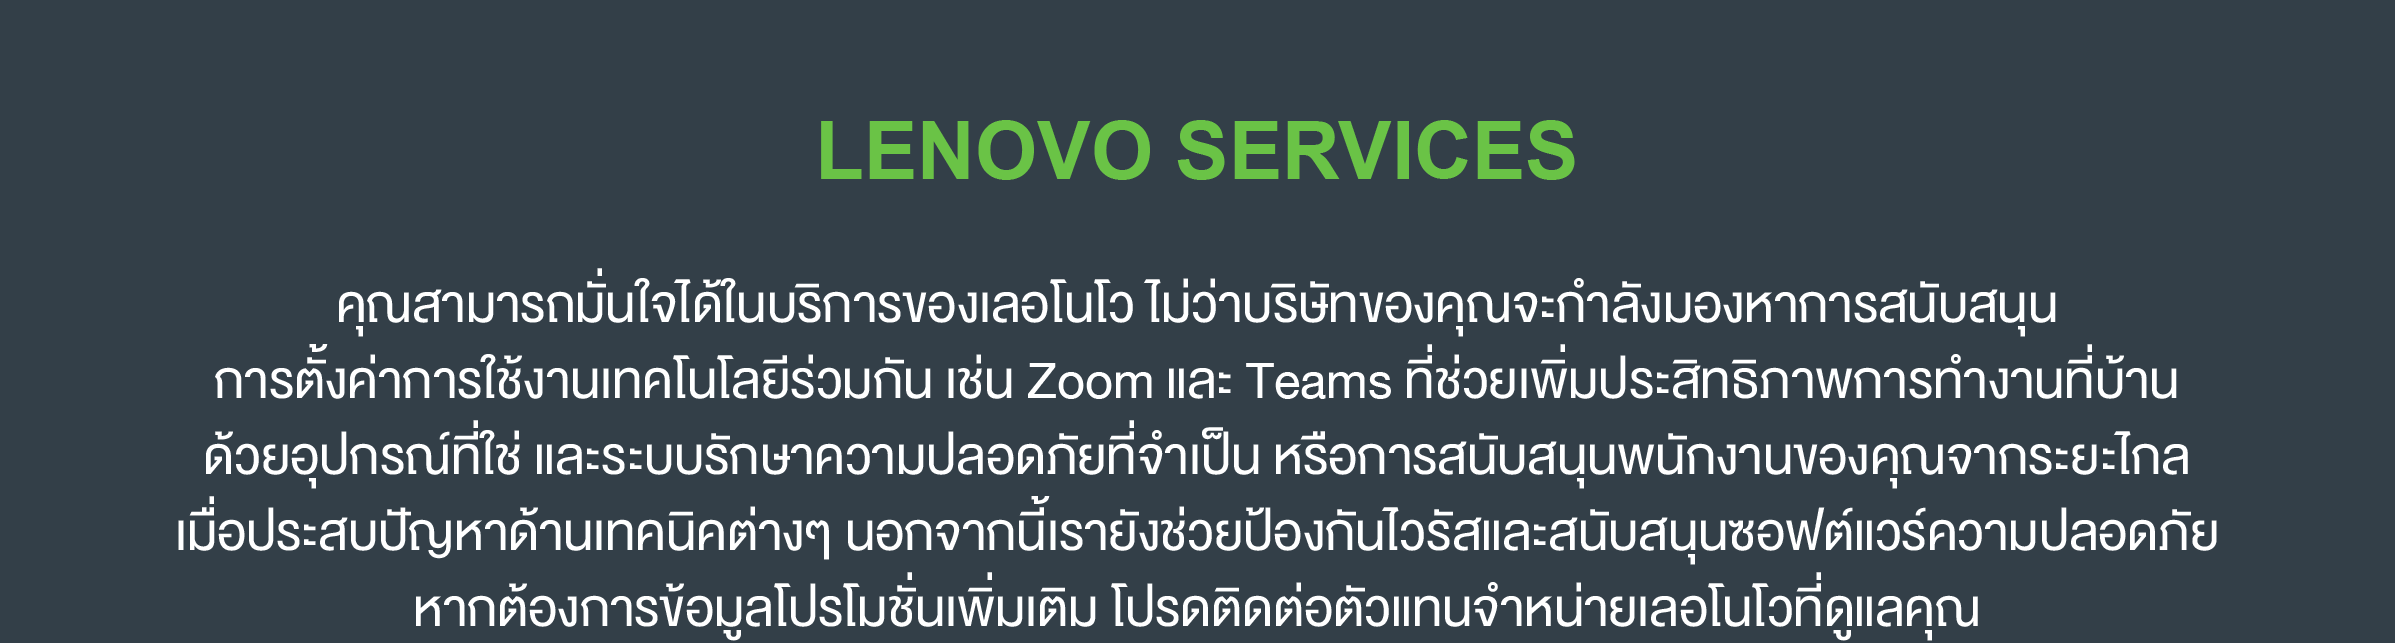 LENOVO SERVICES
คุณสามารถมั่นใจได้ในบริการของเลอโนโว ไม่ว่าบริษัทของคุณจะกำลังมองหาการสนับสนุน
การตั้งค่าการใช้งานเทคโนโลยีร่วมกัน เช่น Zoom และ Teams ที่ช่วยเพิ่มประสิทธิภาพการทำงานที่บ้าน
ด้วยอุปกรณ์ที่ใช่ และระบบรักษาความปลอดภัยที่จำเป็น หรือการสนับสนุนพนักงานของคุณจากระยะไกล
เมื่อประสบปัญหาด้านเทคนิคต่างๆ นอกจากนี้เรายังช่วยป้องกันไวรัสและสนับสนุนซอฟต์แวร์ความปลอดภัย
หากต้องการข้อมูลโปรโมชั่นเพิ่มเติม โปรดติดต่อตัวแทนจำหน่ายเลอโนโวที่ดูแลคุณ